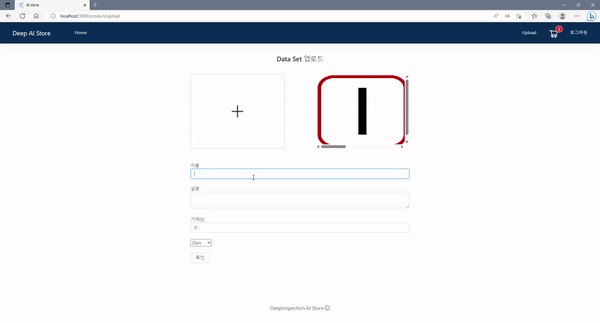 AI store
localhost:3000/product/upload
Deep AI Store
Home
Upload
로그아웃
Data Set 업로드
이름
설명
가격($)
0
Dam
확인
DeepInspection AI Store